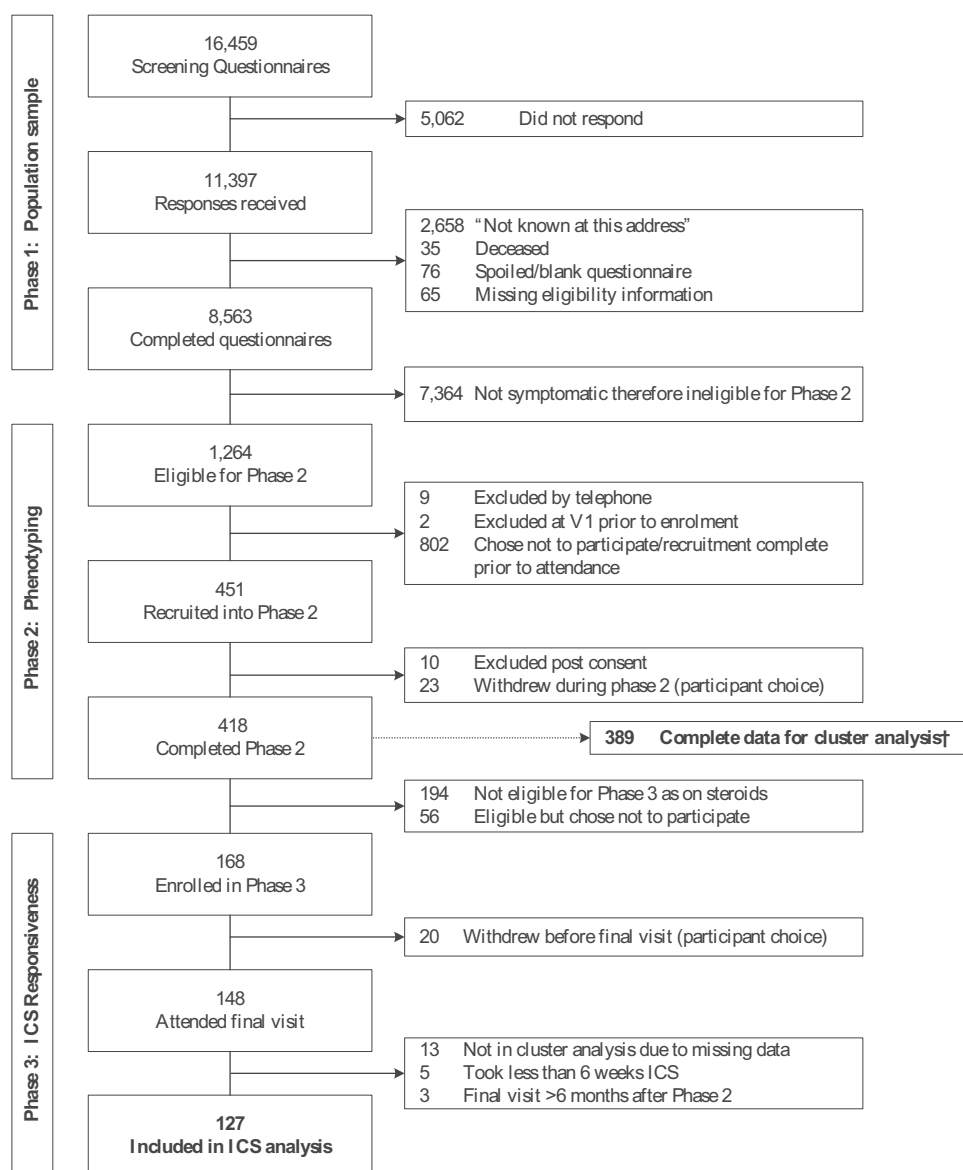 Phase 1: Population sample
16,459
Screening Questionnaires
5,062 Did not respond
11,397
Responses received
2,658 “Not known at this address”
35 Deceased
76 Spoiled/blank questionnaire
65 Missing eligibility information
8,563
Completed questionnaires
7,364 Not symptomatic therefore ineligible for Phase 2
Phase 2: Phenotyping
1,264
Eligible for Phase 2
9 Excluded by telephone
2 Excluded at V1 prior to enrolment
802 Chose not to participate/recruitment complete
prior to attendance
451
Recruited into Phase 2
10 Excluded post consent
23 Withdrew during phase 2 (participant choice)
418
Completed Phase 2
389 Complete data for cluster analysis†
194 Not eligible for Phase 3 as on steroids
56 Eligible but chose not to participate
Phase 3: ICS Responsiveness
168
Enrolled in Phase 3
20 Withdrew before final visit (participant choice)
148
Attended final visit
13 Not in cluster analysis due to missing data
5 Took less than 6 weeks ICS
3 Final visit >6 months after Phase 2
127
Included in ICS analysis